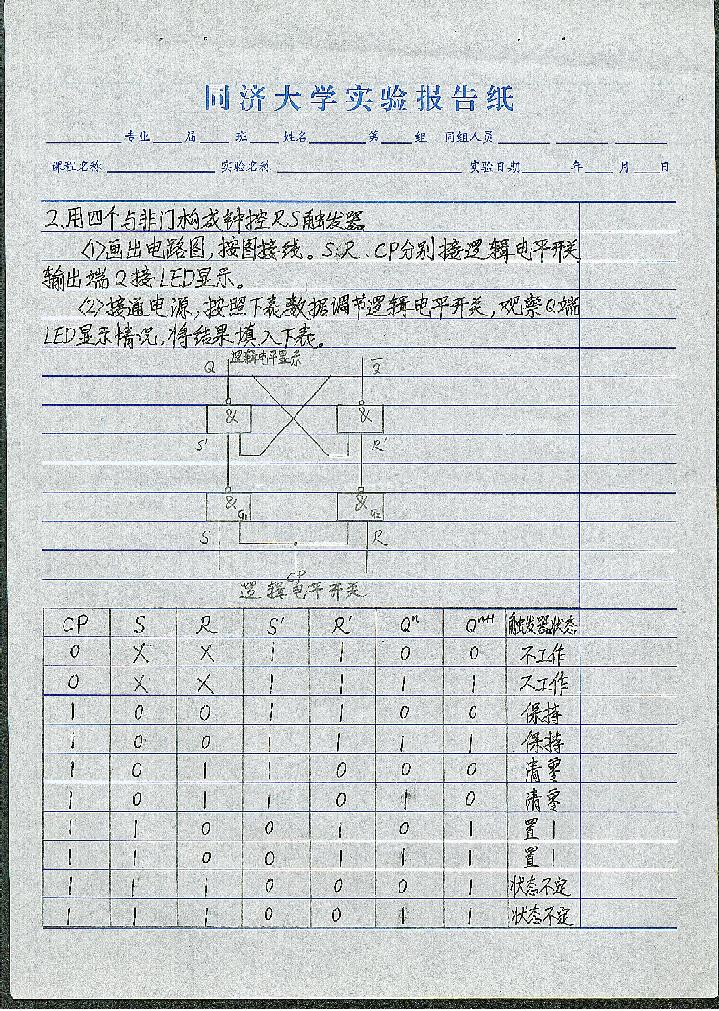 同济大学实验报告纸
专业 届 班 姓名 第 组 同组人员
课程名称 实验名称 实验日期 年 月 日
2.用四个与非门构成钟控RS触发器
(1)画出电路图,按图接线。S、R、CP分别接逻辑电平开关
输出端Q接LED显示。
(2)接通电源,按照下表数据调节逻辑电平开关,观察Q端
LED显示情况,将结果填入下表。
Q 逻辑电平显示 Q̅
& &
S' R'
& G1 & G2
S R
CP
逻辑电平开关
CP S R S' R' Qⁿ Qⁿ⁺¹ 触发器状态
0 X X 1 1 0 0 不工作
0 X X 1 1 1 1 不工作
1 0 0 1 1 0 0 保持
1 0 0 1 1 1 1 保持
1 0 1 1 0 0 0 清零
1 0 1 1 0 1 0 清零
1 1 0 0 1 0 1 置1
1 1 0 0 1 1 1 置1
1 1 1 0 0 0 1 状态不定
1 1 1 0 0 1 1 状态不定